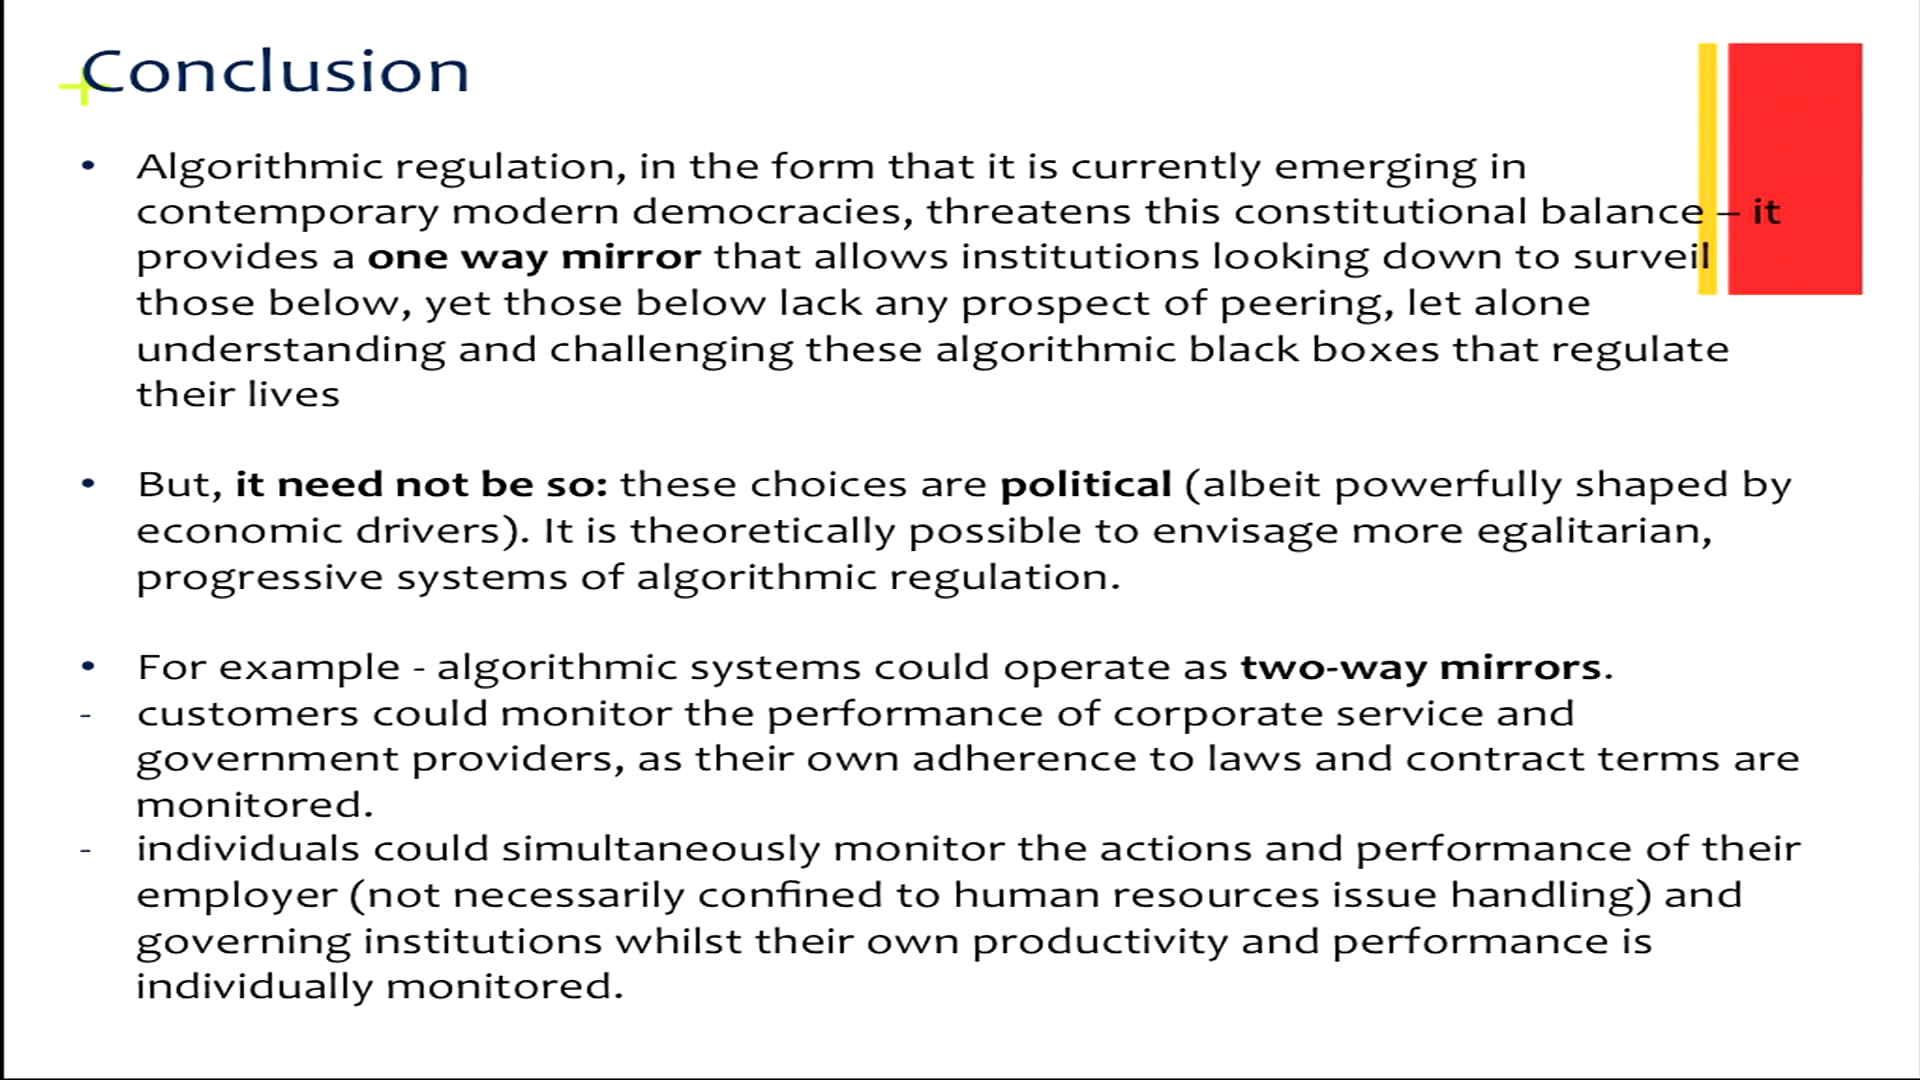 Conclusion
• Algorithmic regulation, in the form that it is currently emerging in
contemporary modern democracies, threatens this constitutional balance – it
provides a one way mirror that allows institutions looking down to surveil
those below, yet those below lack any prospect of peering, let alone
understanding and challenging these algorithmic black boxes that regulate
their lives
• But, it need not be so: these choices are political (albeit powerfully shaped by
economic drivers). It is theoretically possible to envisage more egalitarian,
progressive systems of algorithmic regulation.
• For example - algorithmic systems could operate as two-way mirrors.
- customers could monitor the performance of corporate service and
government providers, as their own adherence to laws and contract terms are
monitored.
- individuals could simultaneously monitor the actions and performance of their
employer (not necessarily confined to human resources issue handling) and
governing institutions whilst their own productivity and performance is
individually monitored.